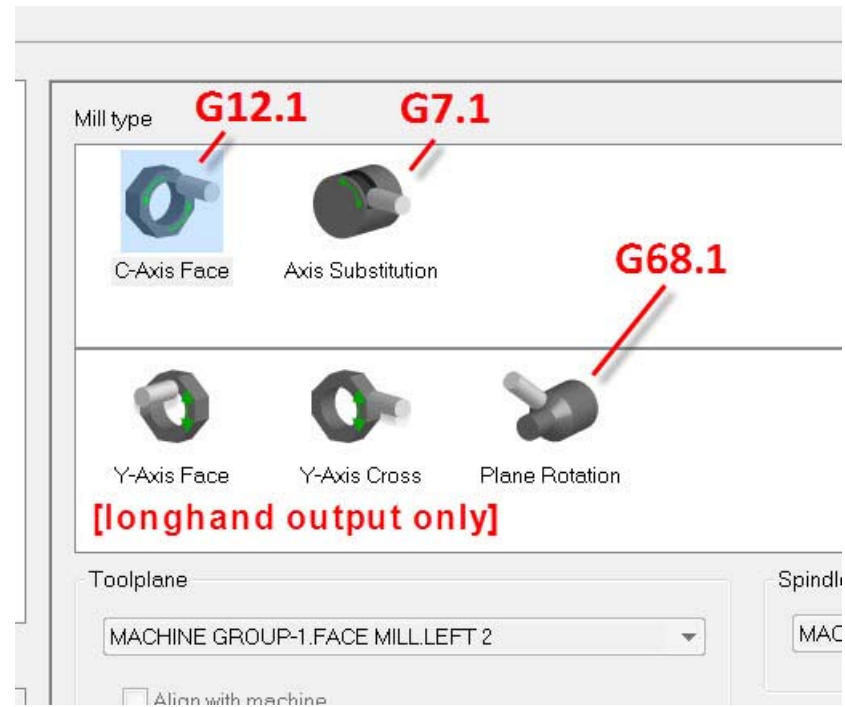 G12.1 G7.1
Mill type
C-Axis Face Axis Substitution
G68.1
Y-Axis Face Y-Axis Cross Plane Rotation
[longhand output only]
Toolplane Spindl
MACHINE GROUP-1.FACE MILL.LEFT 2 MAC
Align with machine